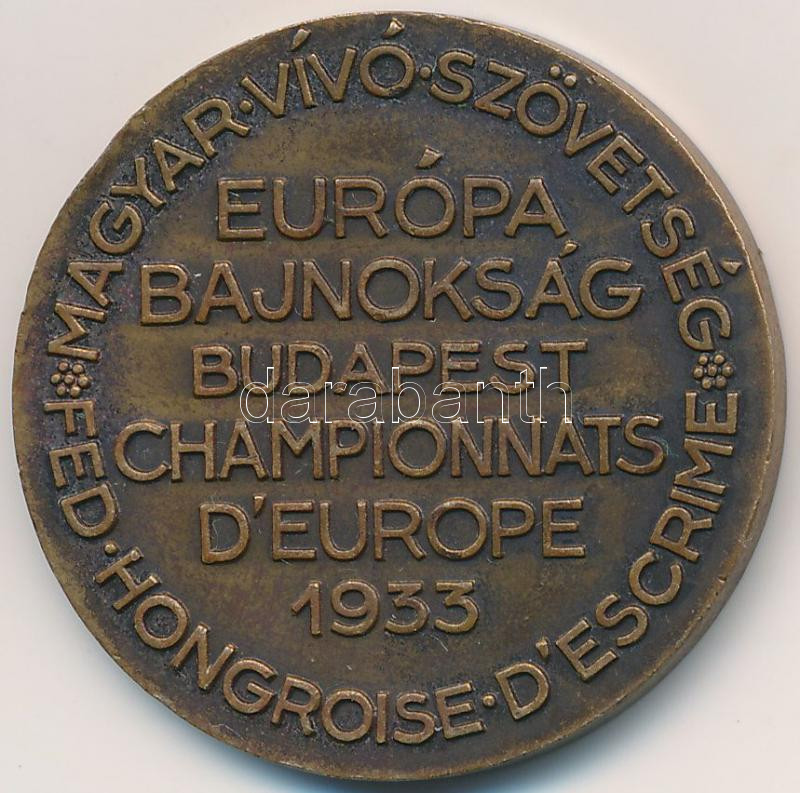 MAGYAR·VÍVÓ·SZÖVETSÉG
EURÓPA
BAJNOKSÁG
BUDAPEST
CHAMPIONNATS
D'EUROPE
1933
FED·HONGROISE·D'ESCRIME
darabanth